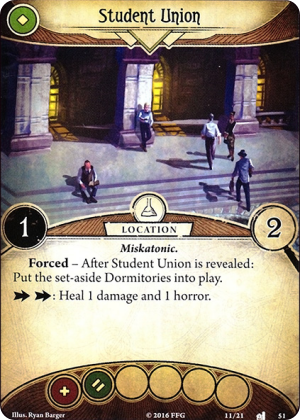 Student Union
1
LOCATION
2
Miskatonic.
Forced – After Student Union is revealed:
Put the set-aside Dormitories into play.
: Heal 1 damage and 1 horror.
Illus. Ryan Barger
© 2016 FFG
11/21
51